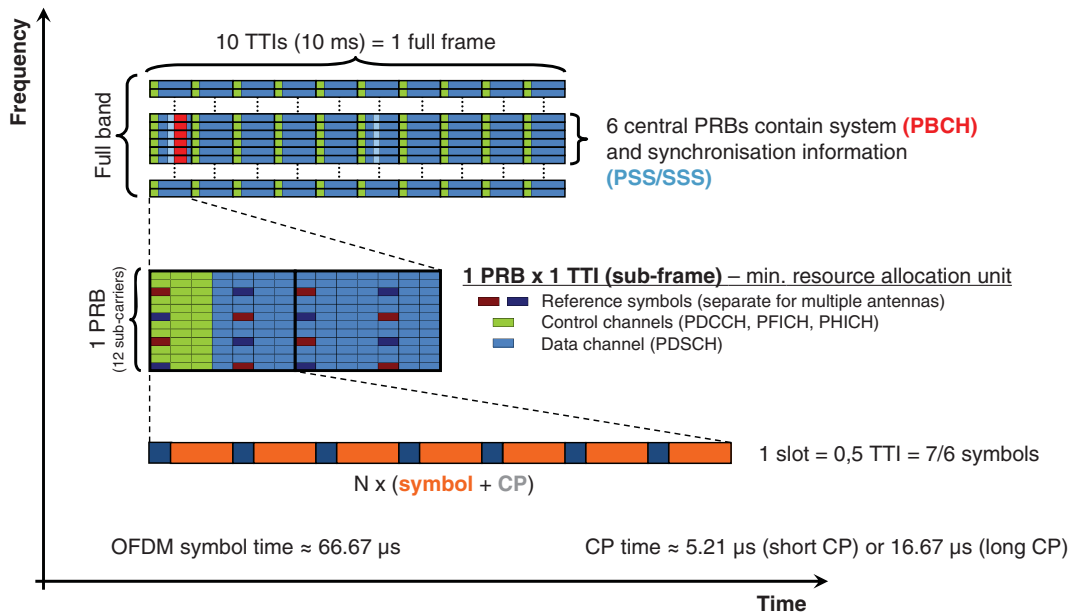 Frequency
10 TTIs (10 ms) = 1 full frame
Full band
6 central PRBs contain system (PBCH)
and synchronisation information
(PSS/SSS)
1 PRB
(12 sub-carriers)
1 PRB x 1 TTI (sub-frame) – min. resource allocation unit
Reference symbols (separate for multiple antennas)
Control channels (PDCCH, PFICH, PHICH)
Data channel (PDSCH)
1 slot = 0,5 TTI = 7/6 symbols
N x (symbol + CP)
OFDM symbol time ≈ 66.67 μs
CP time ≈ 5.21 μs (short CP) or 16.67 μs (long CP)
Time